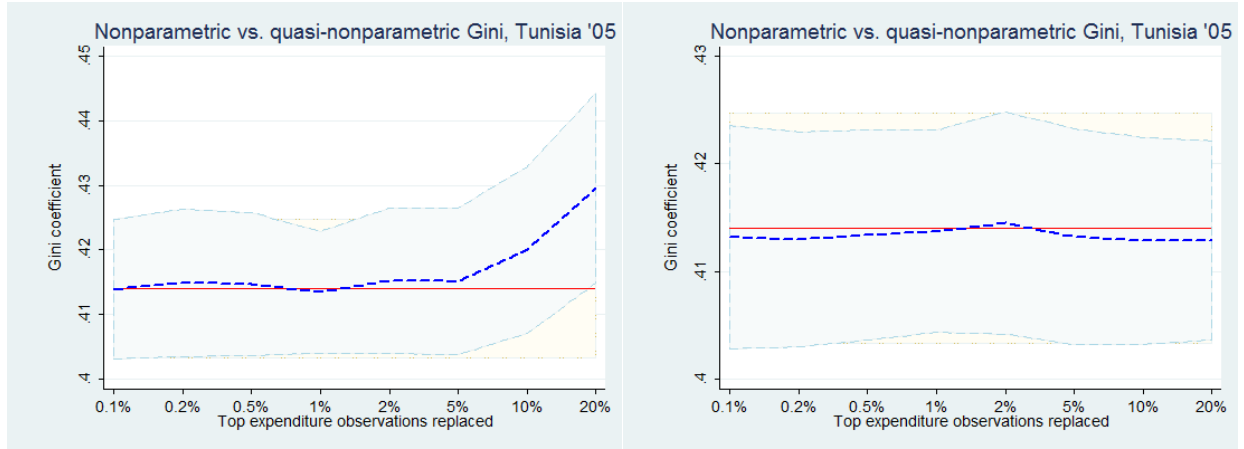 Nonparametric vs. quasi-nonparametric Gini, Tunisia '05
Gini coefficient
.45
.44
.43
.42
.41
.4
0.1% 0.2% 0.5% 1% 2% 5% 10% 20%
Top expenditure observations replaced
Nonparametric vs. quasi-nonparametric Gini, Tunisia '05
Gini coefficient
.43
.42
.41
.4
0.1% 0.2% 0.5% 1% 2% 5% 10% 20%
Top expenditure observations replaced